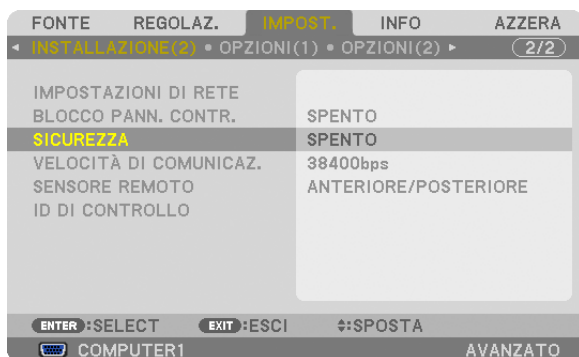 FONTE REGOLAZ. IMPOST. INFO AZZERA
INSTALLAZIONE(2) • OPZIONI(1) • OPZIONI(2) 2/2
IMPOSTAZIONI DI RETE
BLOCCO PANN. CONTR. SPENTO
SICUREZZA SPENTO
VELOCITÀ DI COMUNICAZ. 38400bps
SENSORE REMOTO ANTERIORE/POSTERIORE
ID DI CONTROLLO
ENTER :SELECT EXIT :ESCI :SPOSTA
COMPUTER1 AVANZATO